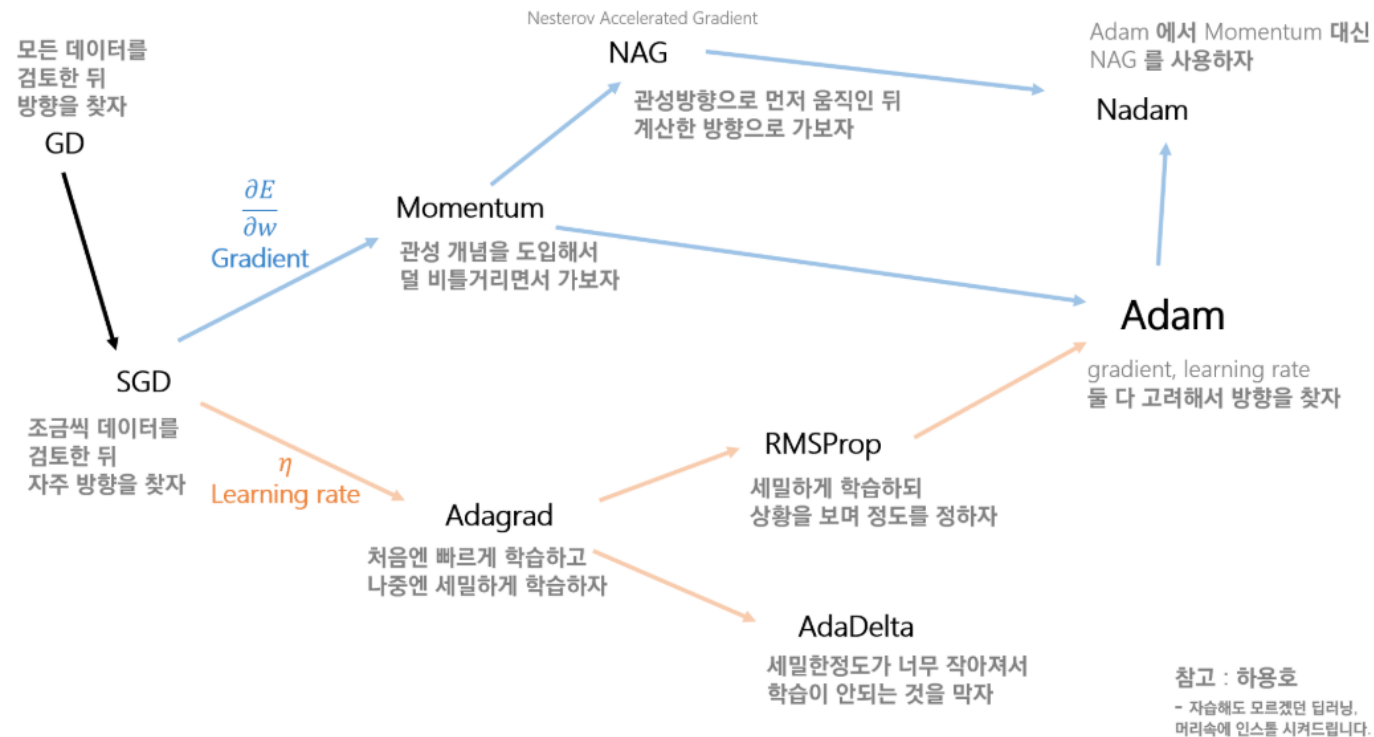 모든 데이터를
검토한 뒤
방향을 찾자
GD
Nesterov Accelerated Gradient
NAG
관성방향으로 먼저 움직인 뒤
계산한 방향으로 가보자
Adam 에서 Momentum 대신
NAG 를 사용하자
Nadam
∂E
∂w
Gradient
Momentum
관성 개념을 도입해서
덜 비틀거리면서 가보자
Adam
gradient, learning rate
둘 다 고려해서 방향을 찾자
SGD
조금씩 데이터를
검토한 뒤
자주 방향을 찾자
η
Learning rate
Adagrad
처음엔 빠르게 학습하고
나중엔 세밀하게 학습하자
RMSProp
세밀하게 학습하되
상황을 보며 정도를 정하자
AdaDelta
세밀한정도가 너무 작아져서
학습이 안되는 것을 막자
참고 : 하용호
- 자습해도 모르겠던 딥러닝,
머리속에 인스톨 시켜드립니다.